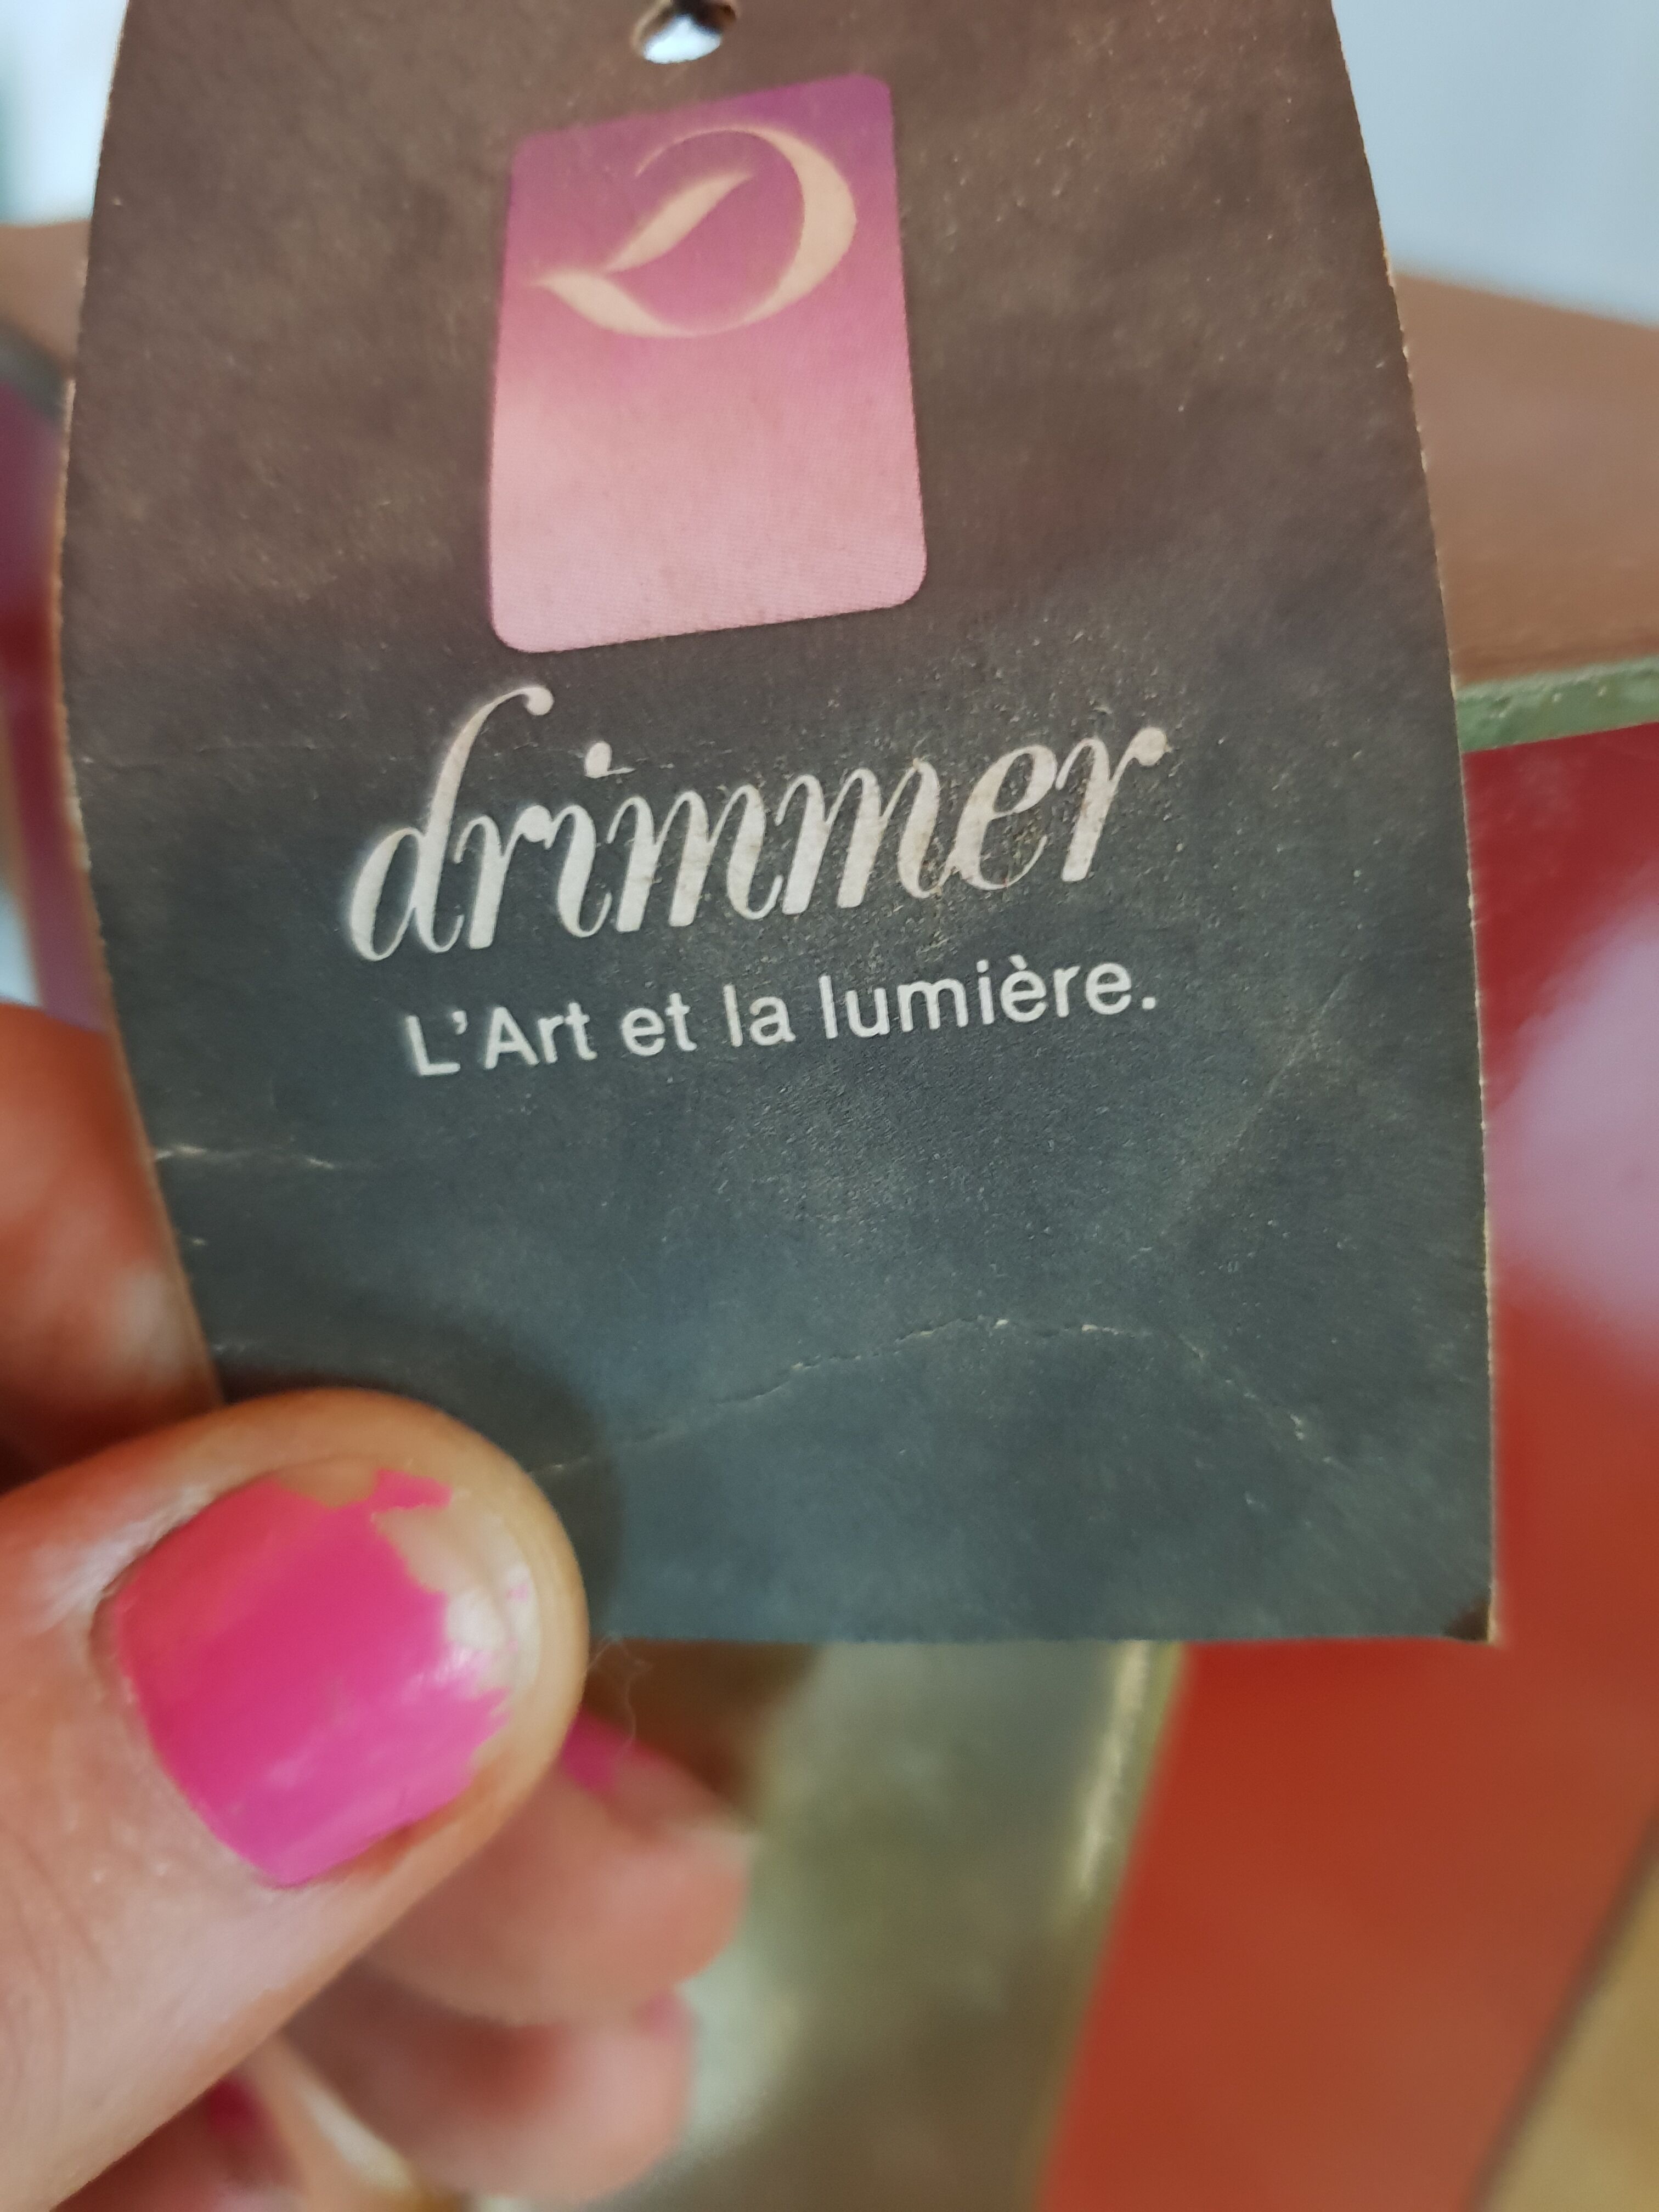 D
drimmer
L'Art et la lumière.